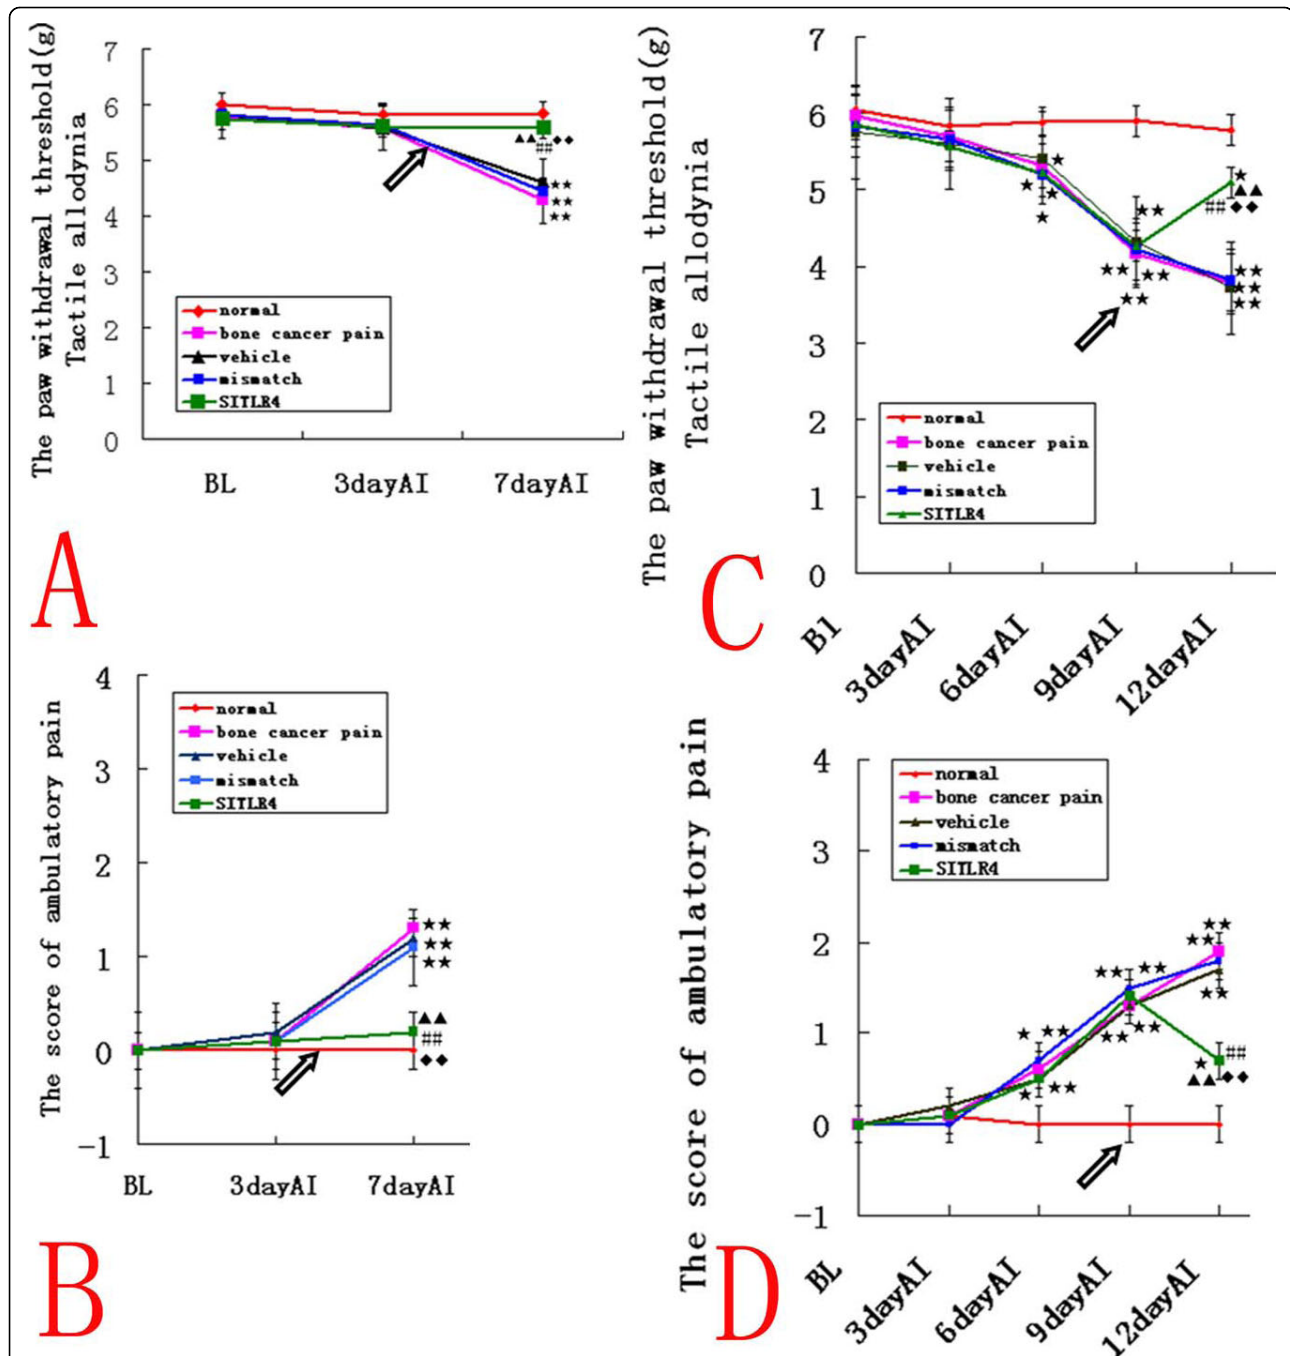 The paw withdrawal threshold(g)
Tactile allodynia
7
6
5
4
3
2
1
0
▲▲
##◆◆
★★
★★
★★
normal
bone cancer pain
vehicle
mismatch
SITLR4
BL 3dayAI 7dayAI
A
The paw withdrawal threshold(g)
Tactile allodynia
7
6
5
4
3
2
1
0
★
★
★
★
★★
★★
★★
★★
★
▲▲
##◆◆
★★
★★
★★
normal
bone cancer pain
vehicle
mismatch
SITLR4
Bl 3dayAI 6dayAI 9dayAI 12dayAI
C
The score of ambulatory pain
4
3
2
1
0
-1
normal
bone cancer pain
vehicle
mismatch
SITLR4
★★
★★
★★
▲▲
##
◆◆
BL 3dayAI 7dayAI
B
The score of ambulatory pain
4
3
2
1
0
-1
normal
bone cancer pain
vehicle
mismatch
SITLR4
★ ★★
★ ★★
★★ ★★
★★ ★★
★★
★★
★★
##
★
▲▲◆◆
BL 3dayAI 6dayAI 9dayAI 12dayAI
D